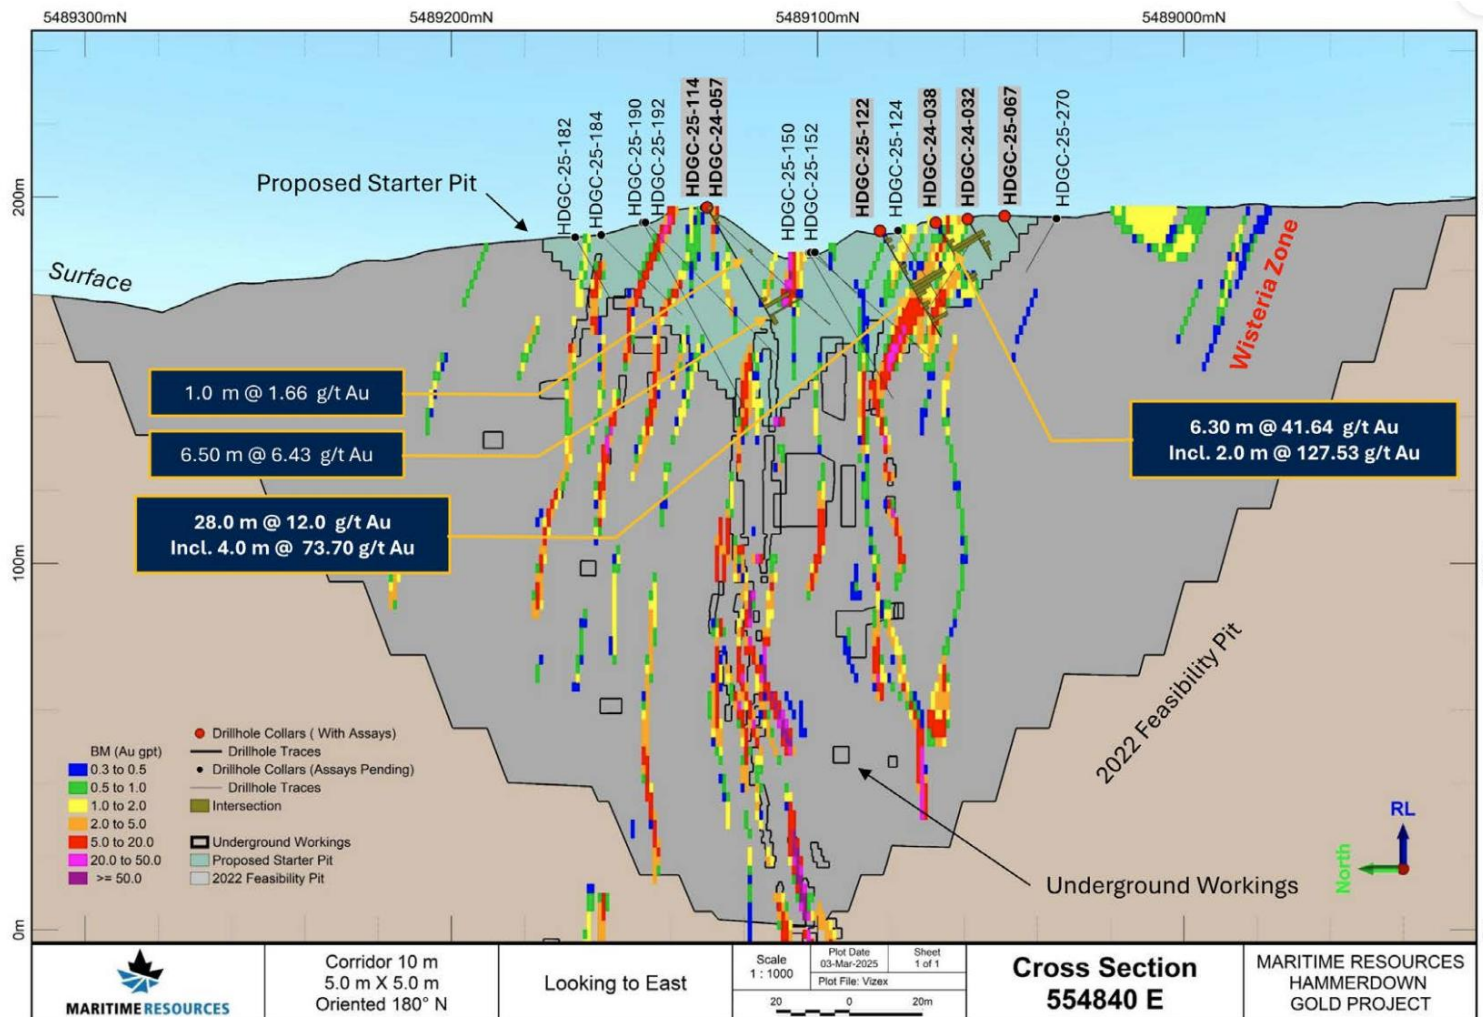 5489300mN
5489200mN
5489100mN
5489000mN
HDGC-25-182
HDGC-25-184
HDGC-25-190
HDGC-25-192
HDGC-25-114
HDGC-24-057
HDGC-25-150
HDGC-25-152
HDGC-25-122
HDGC-25-124
HDGC-24-038
HDGC-24-032
HDGC-25-067
HDGC-25-270
Proposed Starter Pit
200m
Surface
Wisteria Zone
1.0 m @ 1.66 g/t Au
6.50 m @ 6.43 g/t Au
28.0 m @ 12.0 g/t Au
Incl. 4.0 m @ 73.70 g/t Au
6.30 m @ 41.64 g/t Au
Incl. 2.0 m @ 127.53 g/t Au
100m
2022 Feasibility Pit
BM (Au gpt)
0.3 to 0.5
0.5 to 1.0
1.0 to 2.0
2.0 to 5.0
5.0 to 20.0
20.0 to 50.0
>= 50.0
Drillhole Collars ( With Assays)
Drillhole Traces
Drillhole Collars (Assays Pending)
Drillhole Traces
Intersection
Underground Workings
Proposed Starter Pit
2022 Feasibility Pit
Underground Workings
RL
North
0m
MARITIME RESOURCES
Corridor 10 m
5.0 m X 5.0 m
Oriented 180° N
Looking to East
Scale
1 : 1000
Plot Date
03-Mar-2025
Sheet
1 of 1
Plot File: Vizex
20 0 20m
Cross Section
554840 E
MARITIME RESOURCES
HAMMERDOWN
GOLD PROJECT